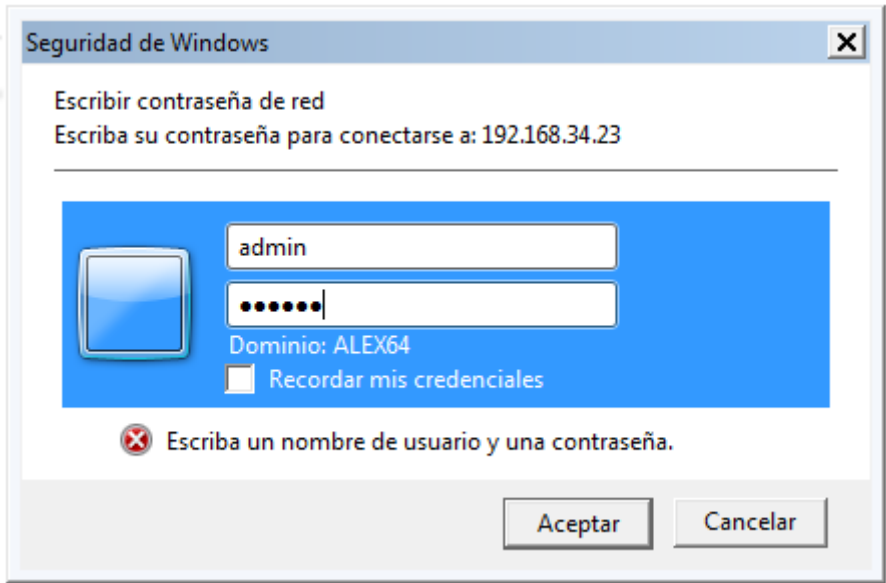 Seguridad de Windows
Escribir contraseña de red
Escriba su contraseña para conectarse a: 192.168.34.23
admin
●●●●●●
Dominio: ALEX64
Recordar mis credenciales
Escriba un nombre de usuario y una contraseña.
Aceptar Cancelar